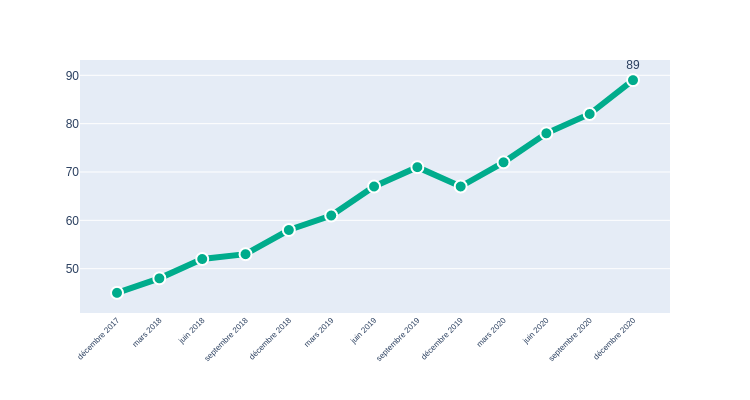 89
90
80
70
60
50
décembre 2017
mars 2018
juin 2018
septembre 2018
décembre 2018
mars 2019
juin 2019
septembre 2019
décembre 2019
mars 2020
juin 2020
septembre 2020
décembre 2020